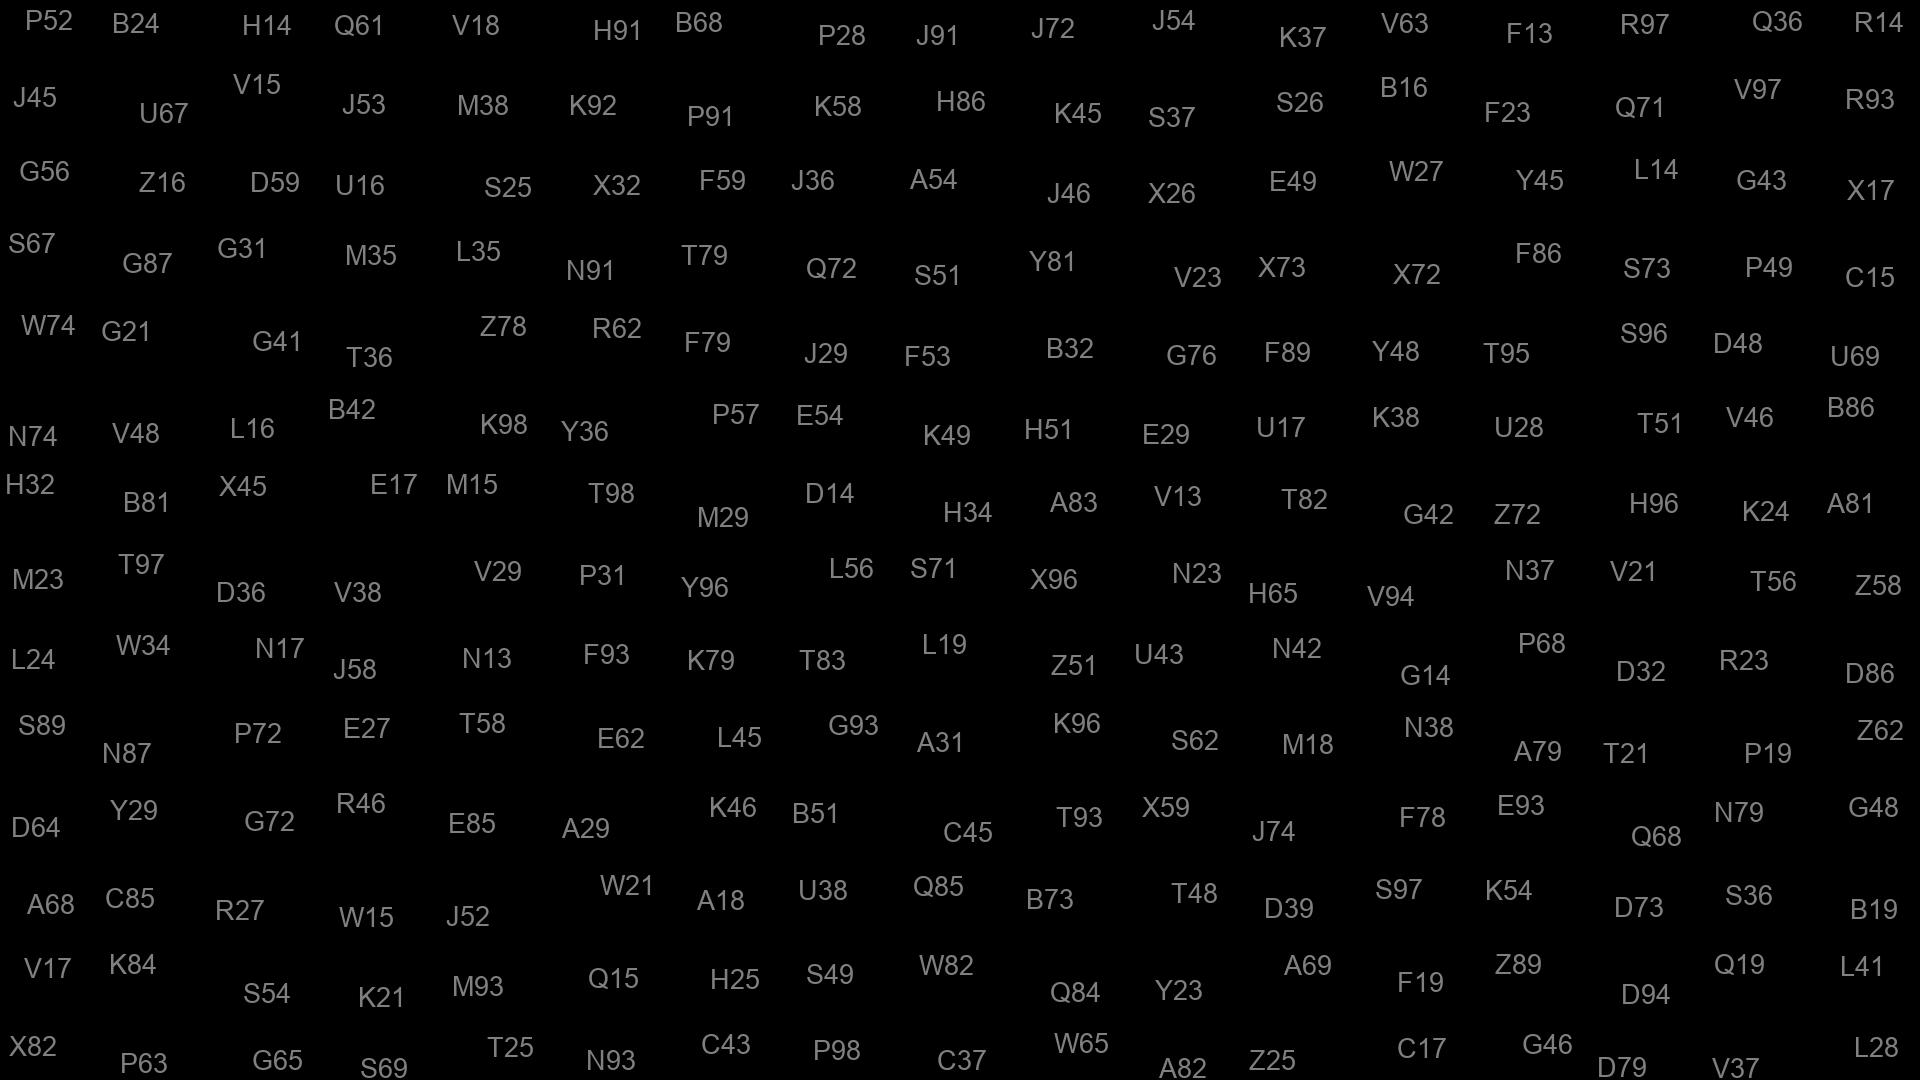 P52 B24 H14 Q61 V18 H91 B68 P28 J91 J72 J54 K37 V63 F13 R97 Q36 R14
J45 U67 V15 J53 M38 K92 P91 K58 H86 K45 S37 S26 B16 F23 Q71 V97 R93
G56 Z16 D59 U16 S25 X32 F59 J36 A54 J46 X26 E49 W27 Y45 L14 G43 X17
S67 G87 G31 M35 L35 N91 T79 Q72 S51 Y81 V23 X73 X72 F86 S73 P49 C15
W74 G21 G41 T36 Z78 R62 F79 J29 F53 B32 G76 F89 Y48 T95 S96 D48 U69
N74 V48 L16 B42 K98 Y36 P57 E54 K49 H51 E29 U17 K38 U28 T51 V46 B86
H32 B81 X45 E17 M15 T98 M29 D14 H34 A83 V13 T82 G42 Z72 H96 K24 A81
M23 T97 D36 V38 V29 P31 Y96 L56 S71 X96 N23 H65 V94 N37 V21 T56 Z58
L24 W34 N17 J58 N13 F93 K79 T83 L19 Z51 U43 N42 G14 P68 D32 R23 D86
S89 N87 P72 E27 T58 E62 L45 G93 A31 K96 S62 M18 N38 A79 T21 P19 Z62
D64 Y29 G72 R46 E85 A29 K46 B51 C45 T93 X59 J74 F78 E93 Q68 N79 G48
A68 C85 R27 W15 J52 W21 A18 U38 Q85 B73 T48 D39 S97 K54 D73 S36 B19
V17 K84 S54 K21 M93 Q15 H25 S49 W82 Q84 Y23 A69 F19 Z89 D94 Q19 L41
X82 P63 G65 S69 T25 N93 C43 P98 C37 W65 A82 Z25 C17 G46 D79 V37 L28